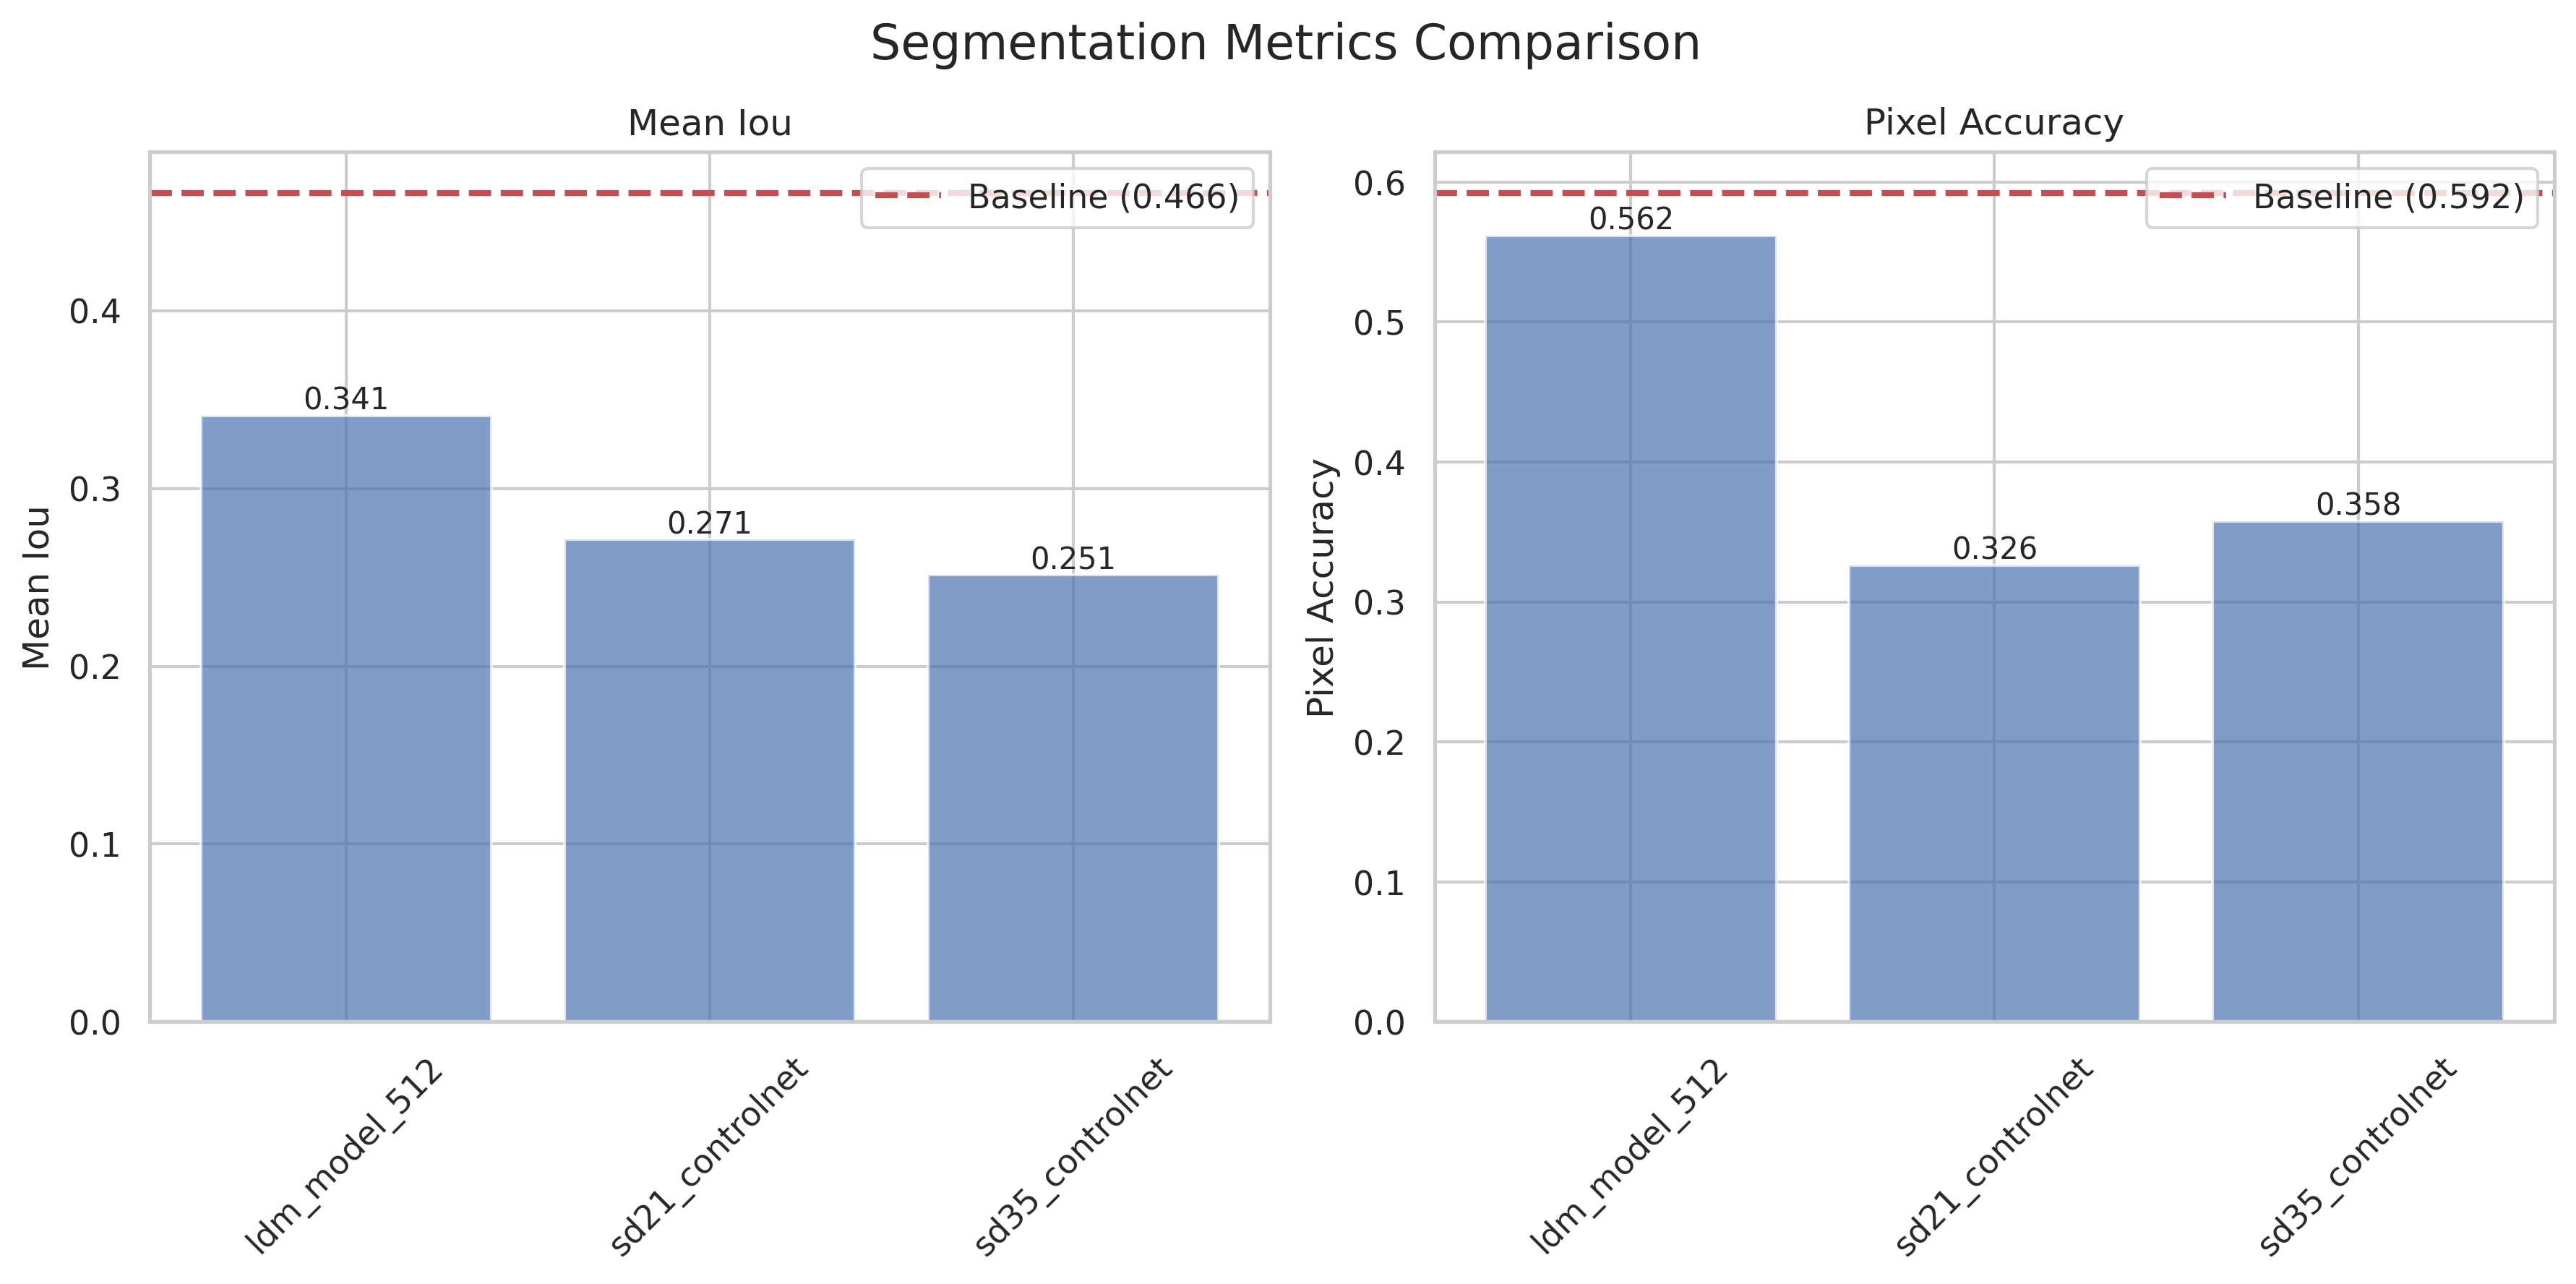 Segmentation Metrics Comparison
Mean Iou
Baseline (0.466)
Mean Iou
0.4
0.3
0.2
0.1
0.0
0.341
0.271
0.251
ldm_model_512
sd21_controlnet
sd35_controlnet
Pixel Accuracy
Baseline (0.592)
Pixel Accuracy
0.6
0.5
0.4
0.3
0.2
0.1
0.0
0.562
0.326
0.358
ldm_model_512
sd21_controlnet
sd35_controlnet